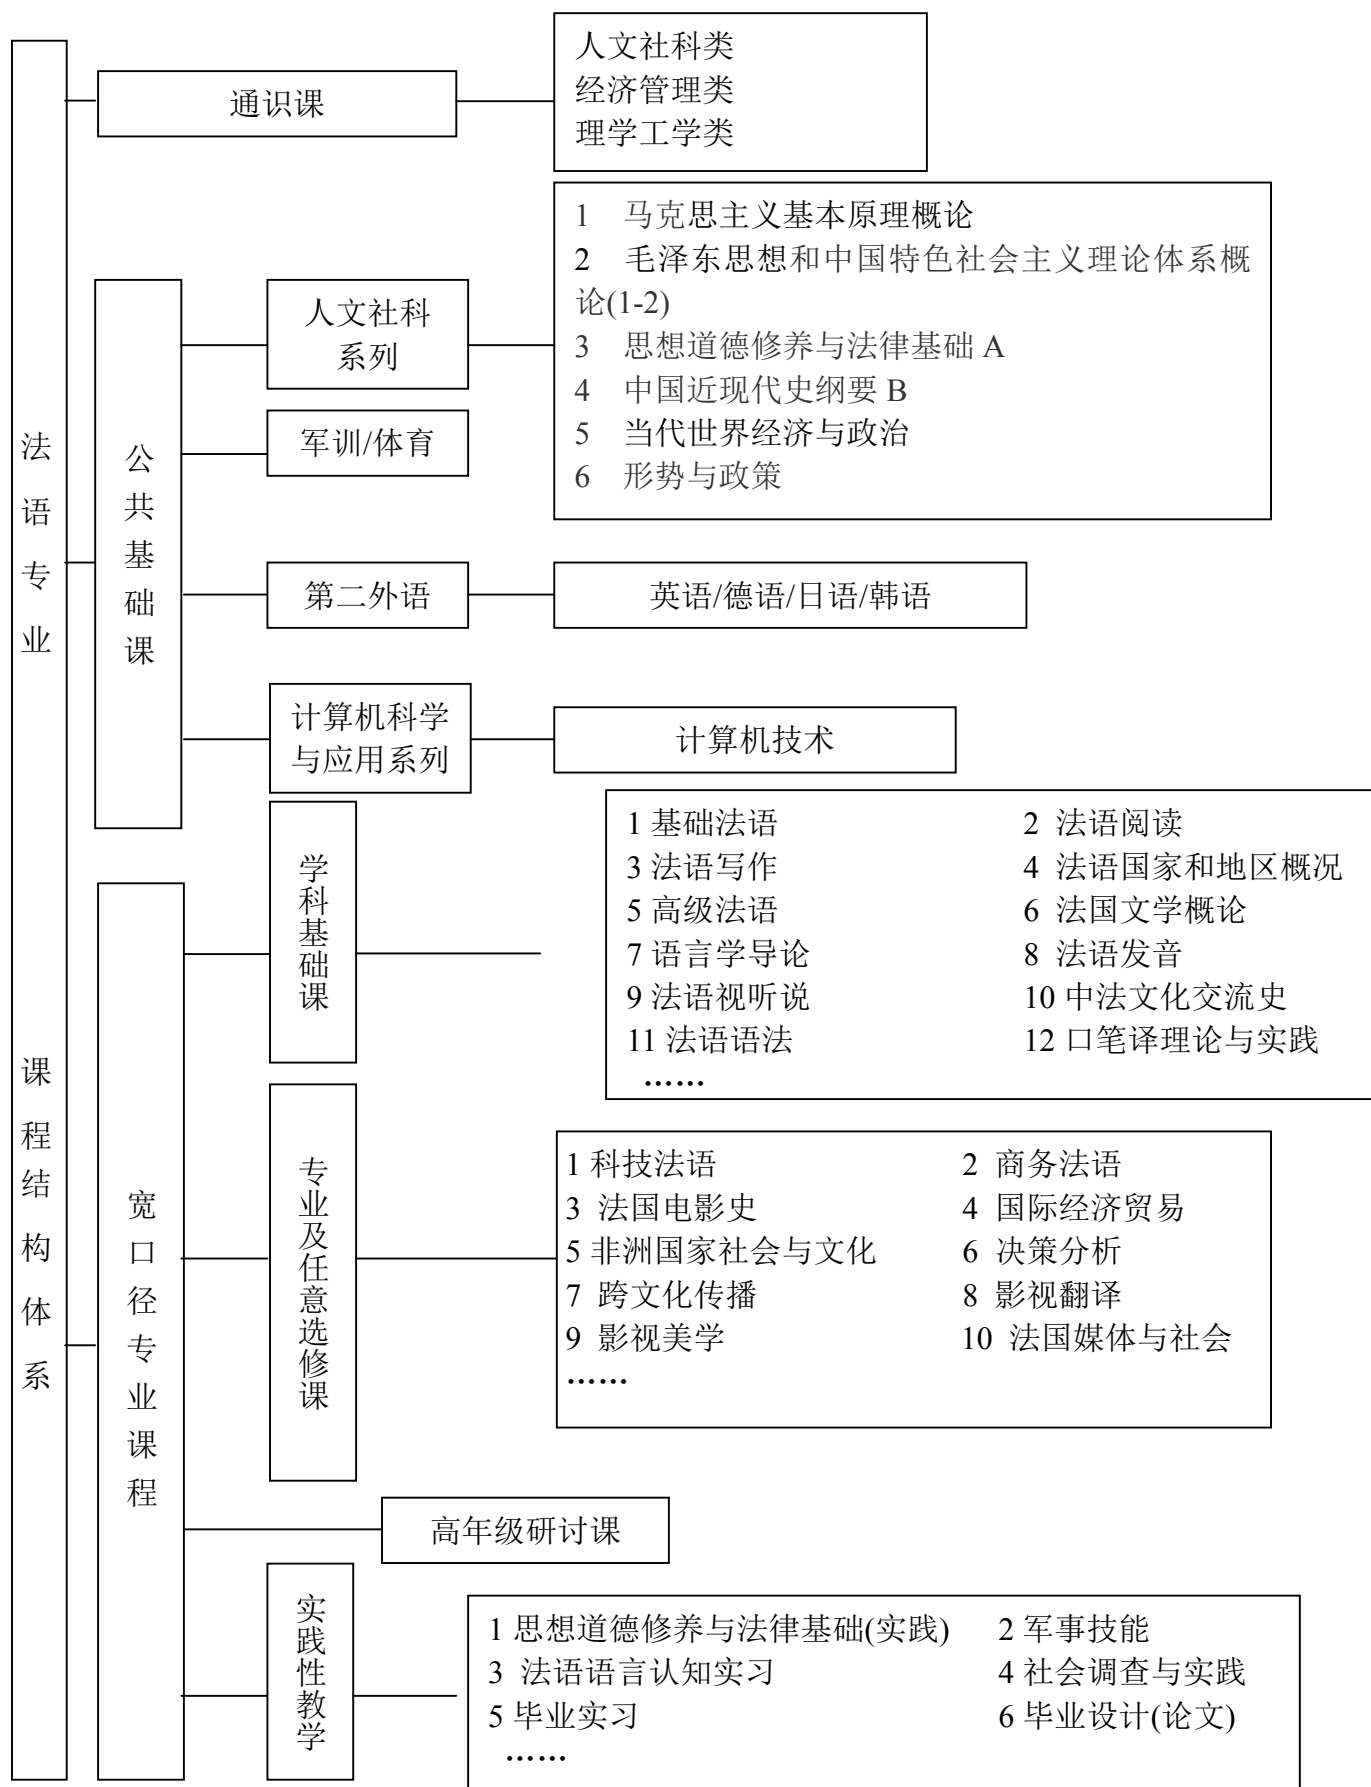 法语专业课程结构体系
通识课
人文社科类
经济管理类
理学工学类
公共基础课
人文社科
系列
1 马克思主义基本原理概论
2 毛泽东思想和中国特色社会主义理论体系概
论(1-2)
3 思想道德修养与法律基础 A
4 中国近现代史纲要 B
5 当代世界经济与政治
6 形势与政策
军训/体育
第二外语
英语/德语/日语/韩语
计算机科学
与应用系列
计算机技术
宽口径专业课程
学科基础课
1 基础法语 2 法语阅读
3 法语写作 4 法语国家和地区概况
5 高级法语 6 法国文学概论
7 语言学导论 8 法语发音
9 法语视听说 10 中法文化交流史
11 法语语法 12 口笔译理论与实践
……
专业及任意选修课
1 科技法语 2 商务法语
3 法国电影史 4 国际经济贸易
5 非洲国家社会与文化 6 决策分析
7 跨文化传播 8 影视翻译
9 影视美学 10 法国媒体与社会
……
高年级研讨课
实践性教学
1 思想道德修养与法律基础(实践) 2 军事技能
3 法语语言认知实习 4 社会调查与实践
5 毕业实习 6 毕业设计(论文)
……